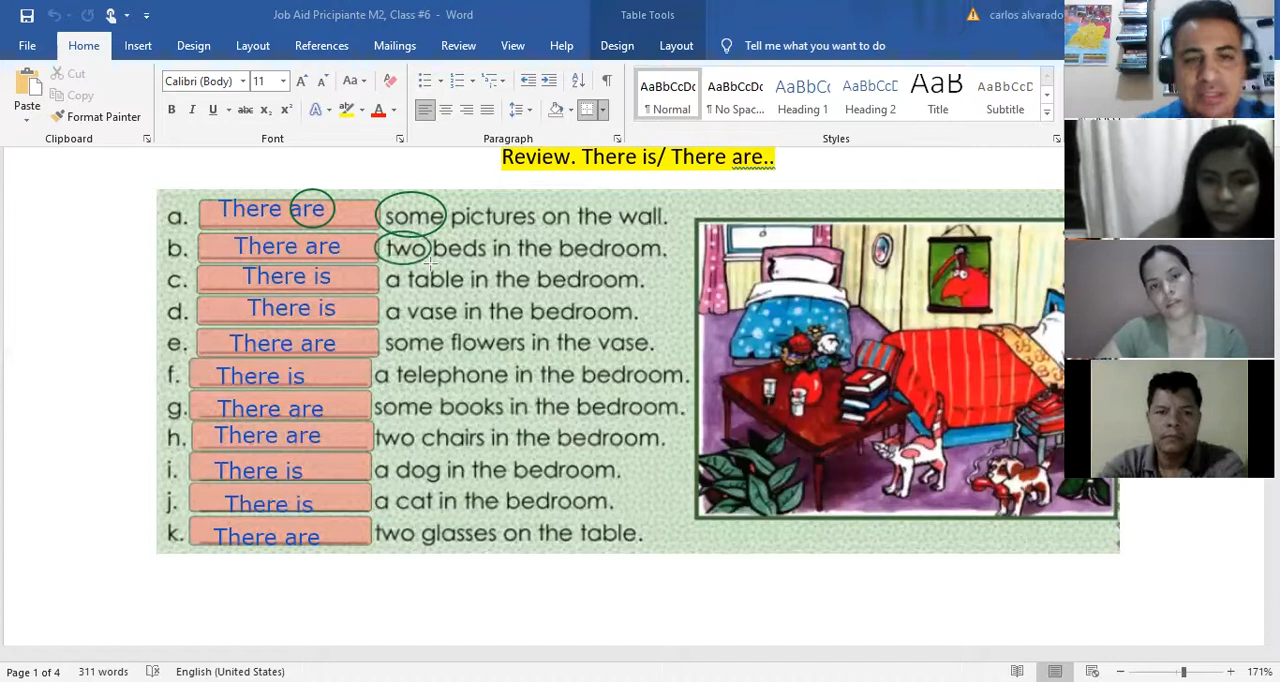 Job Aid Pricipiante M2, Class #6 - Word
Table Tools
carlos alvarado
File Home Insert Design Layout References Mailings Review View Help Design Layout Tell me what you want to do
Paste
Cut
Copy
Format Painter
Clipboard
Calibri (Body) 11
Font
Paragraph
AaBbCcDc AaBbCcDc AaBbC AaBbCcD AaB AaBbCcD
¶ Normal ¶ No Spac... Heading 1 Heading 2 Title Subtitle
Styles
Review. There is/ There are..
a. There are some pictures on the wall.
b. There are two beds in the bedroom.
c. There is a table in the bedroom.
d. There is a vase in the bedroom.
e. There are some flowers in the vase.
f. There is a telephone in the bedroom.
g. There are some books in the bedroom.
h. There are two chairs in the bedroom.
i. There is a dog in the bedroom.
j. There is a cat in the bedroom.
k. There are two glasses on the table.
Page 1 of 4 311 words English (United States) 171%